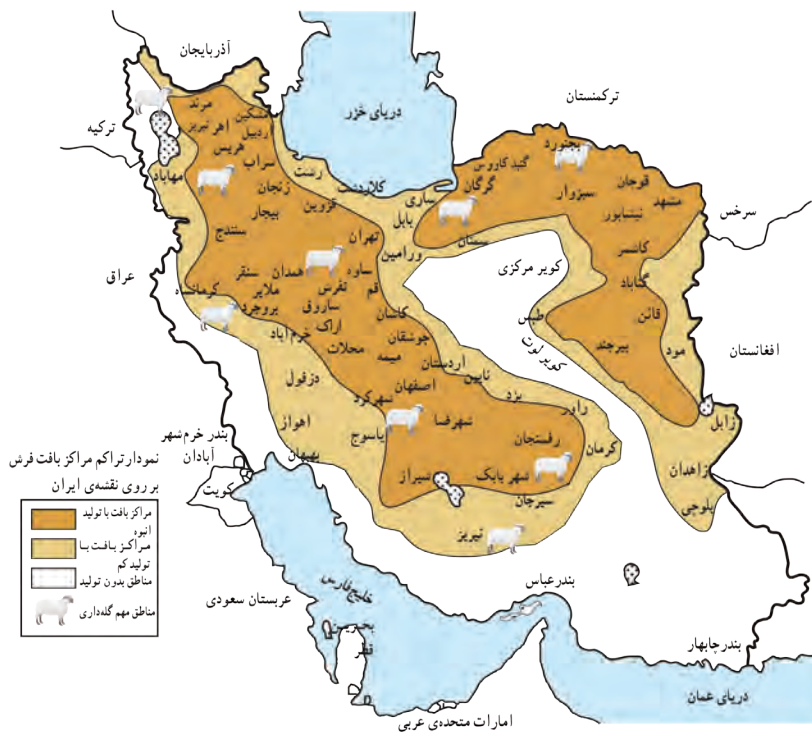 آذربایجان
ترکیه
دریای خزر
ترکمنستان
سرخس
افغانستان
عراق
مرند
تبریز
اهر
مشکین
اردبیل
هریس
سراب
مهاباد
زنجان
رشت
کلاردشت
قزوین
بیجار
سنندج
تهران
ورامین
ساری
بابل
گرگان
گنبد کاووس
بجنورد
قوچان
مشهد
سبزوار
نیشابور
سمنان
کاشمر
گناباد
قائن
طبس
بیرجند
مود
کویر مرکزی
کویر لوت
کرمانشاه
سنقر
همدان
ملایر
بروجرد
تفرش
ساوه
قم
ساروق
اراک
خرم آباد
محلات
کاشان
جوشقان
میمه
اردستان
نایین
اصفهان
دزفول
شهرکرد
اهواز
یاسوج
بهبهان
شهرضا
یزد
راور
رفسنجان
کرمان
شهر بابک
شیراز
سیرجان
نیریز
زابل
زاهدان
بلوچی
بندر خرم‌شهر
آبادان
کویت
خلیج فارس
بحرین
قطر
عربستان سعودی
امارات متحده‌ی عربی
بندرعباس
بندر چابهار
دریای عمان
نمودار تراکم مراکز بافت فرش
بر روی نقشه‌ی ایران
مراکز بافت با تولید
انبوه
مراکز بافت با
تولید کم
مناطق بدون تولید
مناطق مهم گله‌داری